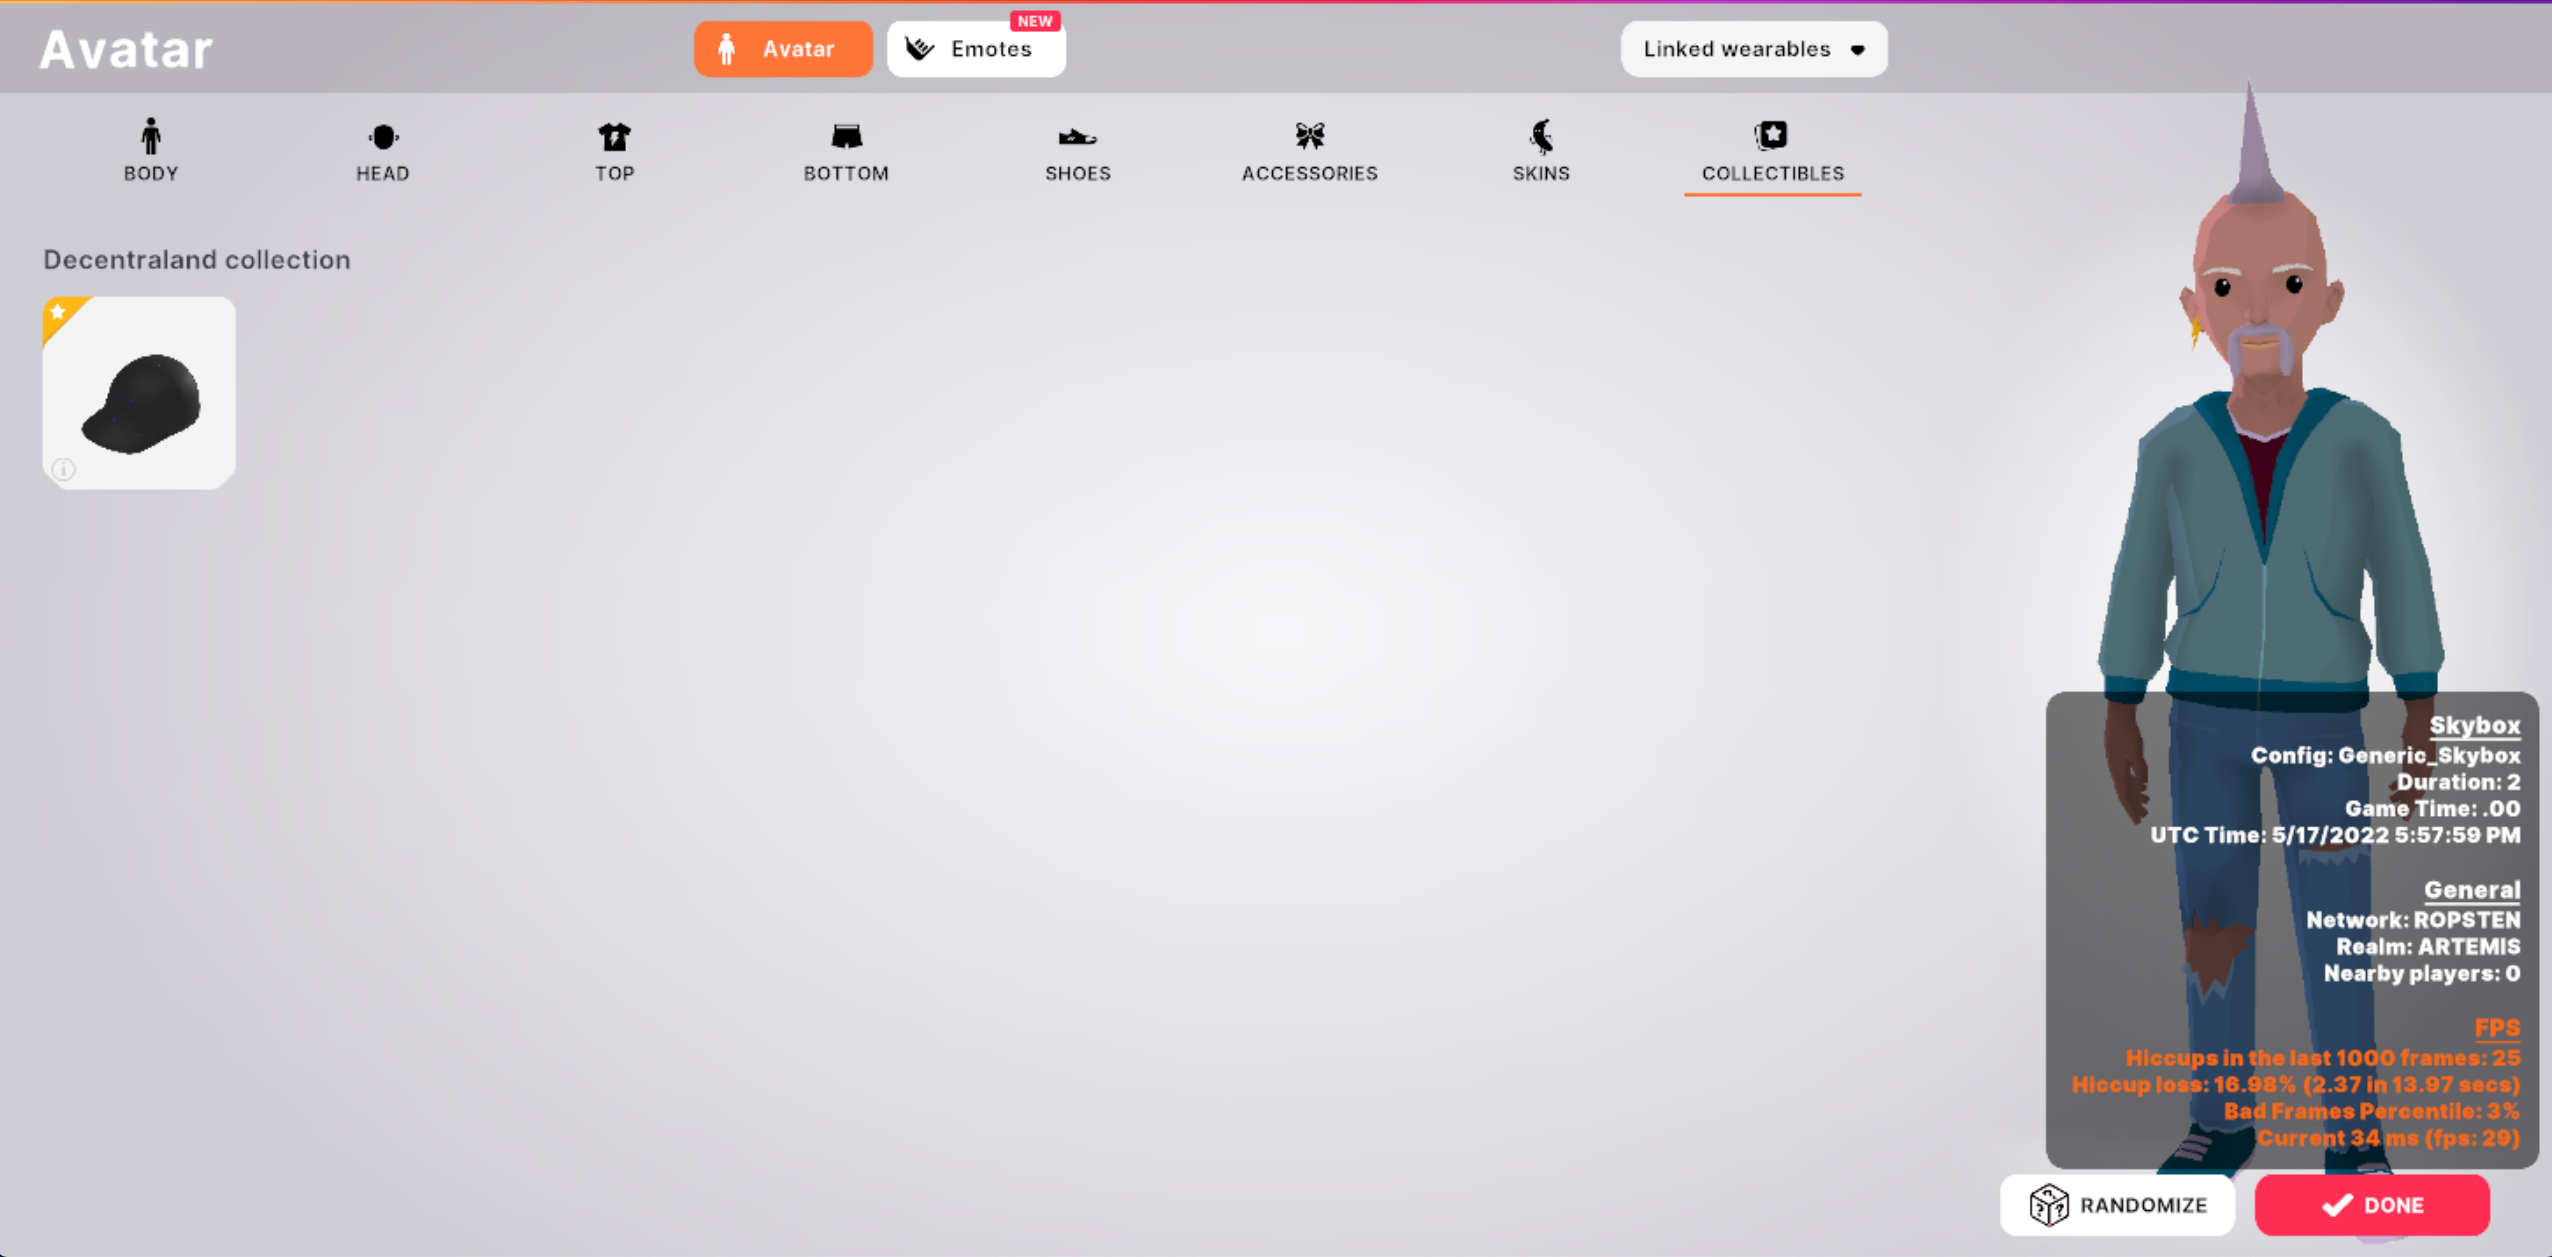 Avatar
Avatar
NEW
Emotes
Linked wearables
BODY
HEAD
TOP
BOTTOM
SHOES
ACCESSORIES
SKINS
COLLECTIBLES
Decentraland collection
Skybox
Config: Generic_Skybox
Duration: 2
Game Time: .00
UTC Time: 5/17/2022 5:57:59 PM
General
Network: ROPSTEN
Realm: ARTEMIS
Nearby players: 0
FPS
Hiccups in the last 1000 frames: 25
Hiccup loss: 16.98% (2.37 in 13.97 secs)
Bad Frames Percentile: 3%
Current 34 ms (fps: 29)
RANDOMIZE
DONE